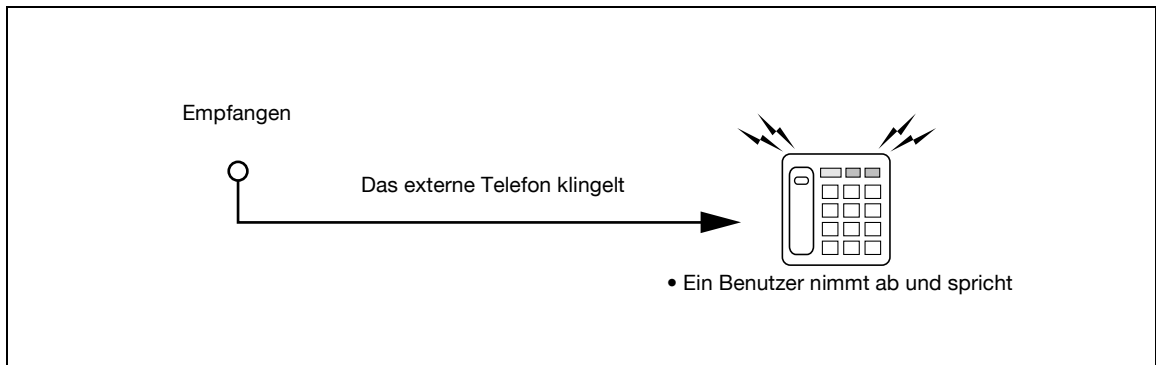 Empfangen
Das externe Telefon klingelt
• Ein Benutzer nimmt ab und spricht